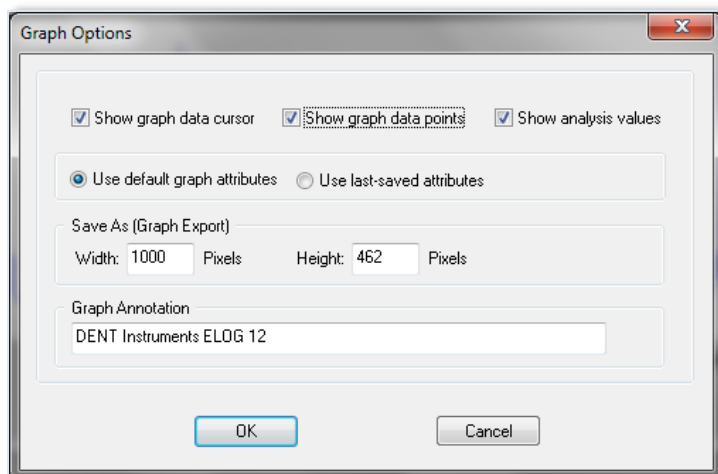 Graph Options
Show graph data cursor Show graph data points Show analysis values
Use default graph attributes Use last-saved attributes
Save As (Graph Export)
Width: 1000 Pixels Height: 462 Pixels
Graph Annotation
DENT Instruments ELOG 12
OK Cancel